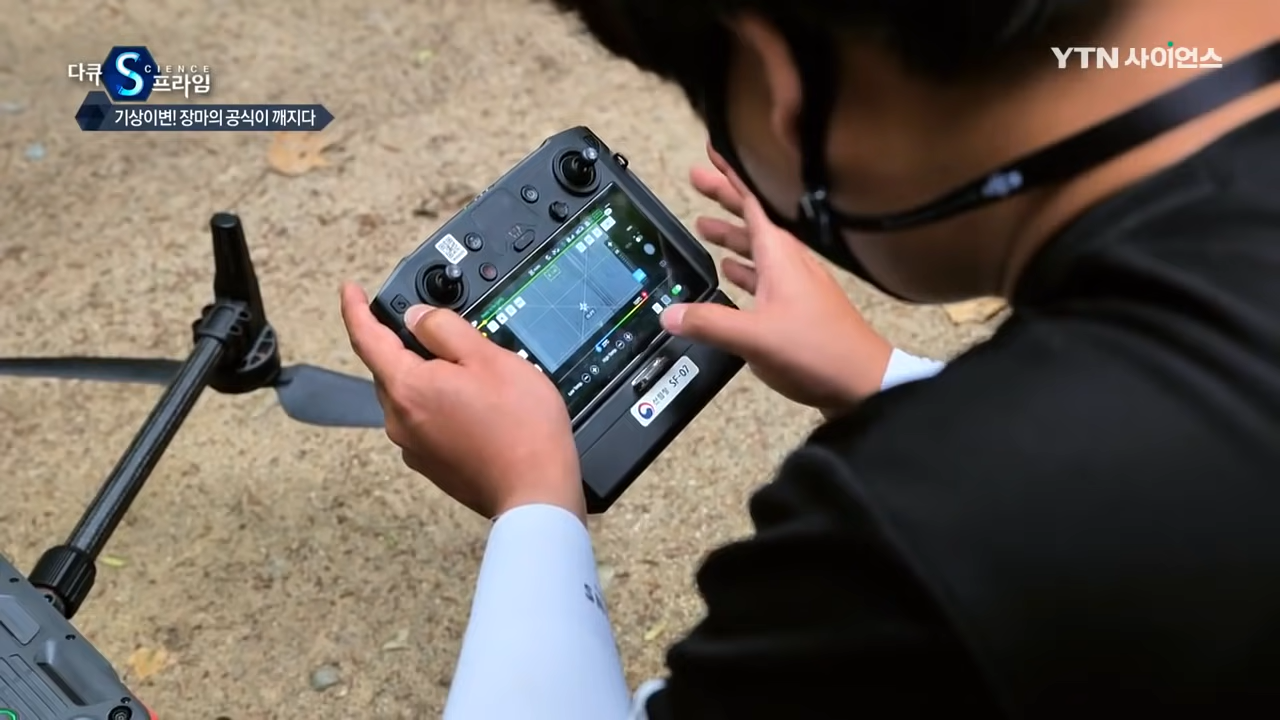 다큐 S CIENCE 프라임
기상이변! 장마의 공식이 깨지다
YTN 사이언스
산림청 SF-07